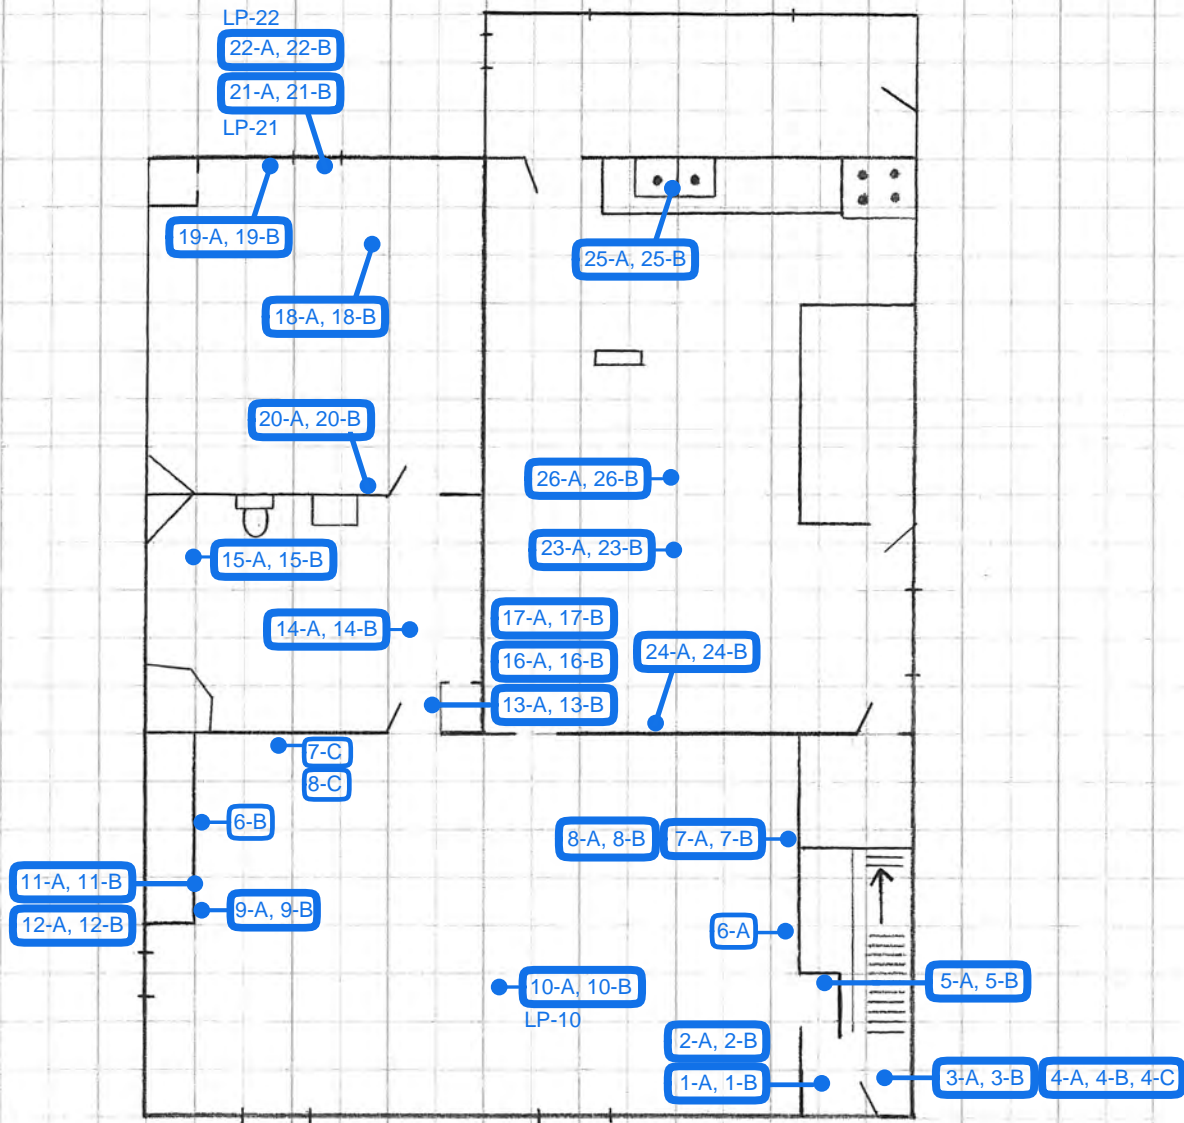 LP-22
22-A, 22-B
21-A, 21-B
LP-21
19-A, 19-B
25-A, 25-B
18-A, 18-B
20-A, 20-B
26-A, 26-B
23-A, 23-B
15-A, 15-B
17-A, 17-B
14-A, 14-B
24-A, 24-B
16-A, 16-B
13-A, 13-B
7-C
8-C
6-B
8-A, 8-B
7-A, 7-B
11-A, 11-B
9-A, 9-B
12-A, 12-B
6-A
10-A, 10-B
5-A, 5-B
LP-10
2-A, 2-B
1-A, 1-B
3-A, 3-B
4-A, 4-B, 4-C